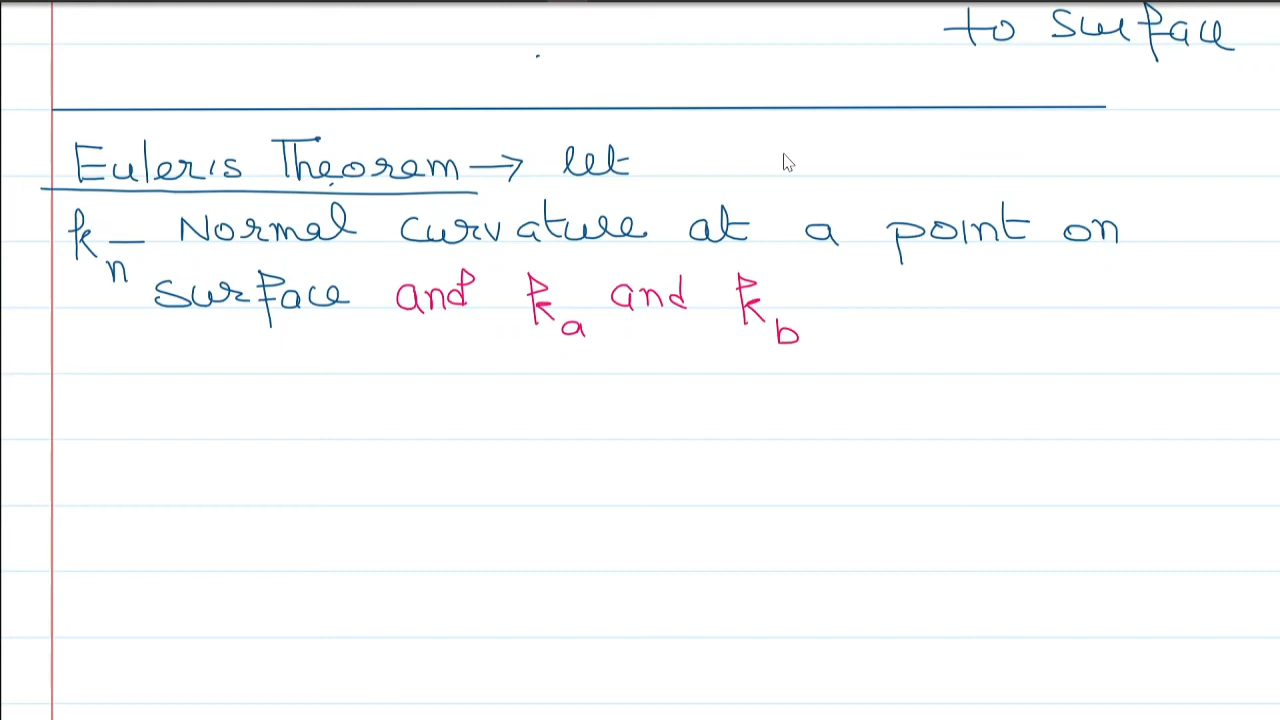 to surface
Euler's Theorem → let
kn — Normal curvature at a point on
surface and ka and kb